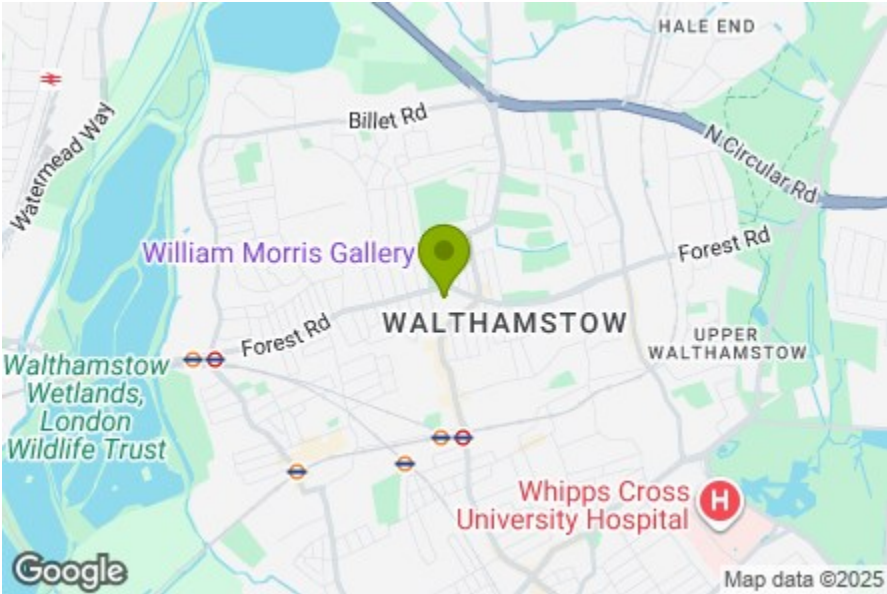 HALE END
Billet Rd
Watermead Way
N Circular Rd
William Morris Gallery
Forest Rd
WALTHAMSTOW
Forest Rd
UPPER
WALTHAMSTOW
Walthamstow
Wetlands,
London
Wildlife Trust
Whipps Cross
University Hospital
H
Google
Map data ©2025